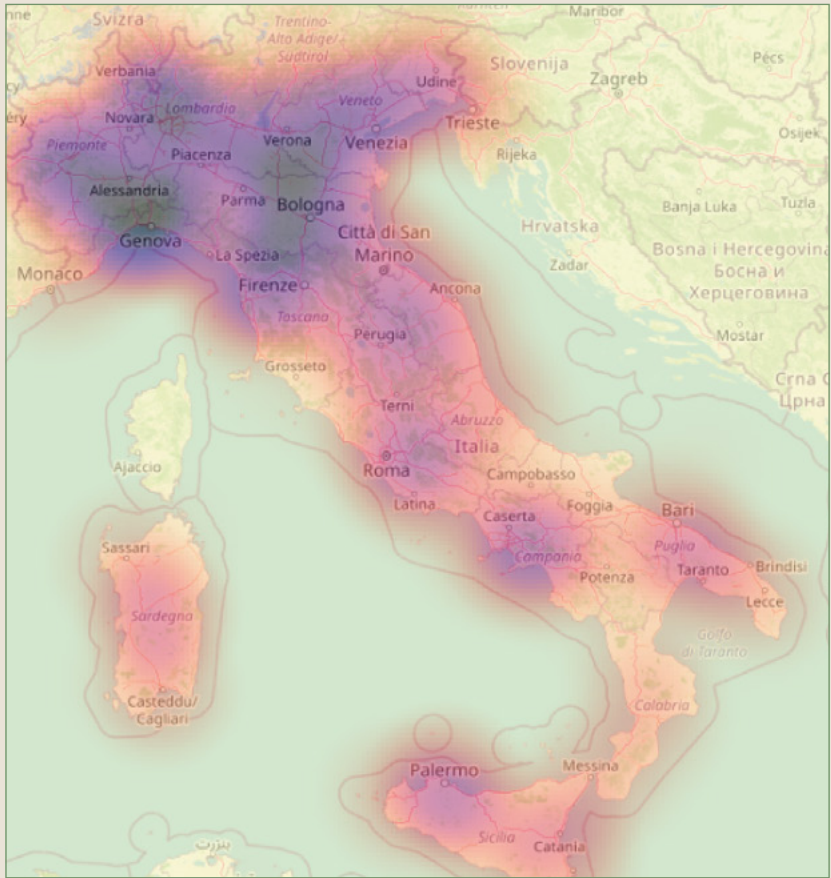 Svizra
Trentino-
Alto Adige/
Südtirol
Maribor
Verbania
Udine
Slovenija
Pécs
Zagreb
Novara
Lombardia
Veneto
Trieste
Osijek
Piemonte
Piacenza
Verona
Venezia
Rijeka
Alessandria
Parma
Bologna
Banja Luka
Tuzla
Genova
La Spezia
Città di San
Marino
Hrvatska
Bosna i Hercegovina
Босна и
Херцеговина
Monaco
Firenze
Ancona
Zadar
Toscana
Perugia
Mostar
Grosseto
Crna G
Црна
Terni
Abruzzo
Italia
Ajaccio
Roma
Campobasso
Latina
Foggia
Bari
Caserta
Sassari
Campania
Puglia
Potenza
Taranto
Brindisi
Lecce
Sardegna
Golfo
di Taranto
Casteddu/
Cagliari
Calabria
Palermo
Messina
Sicilia
Catania
بنزرت